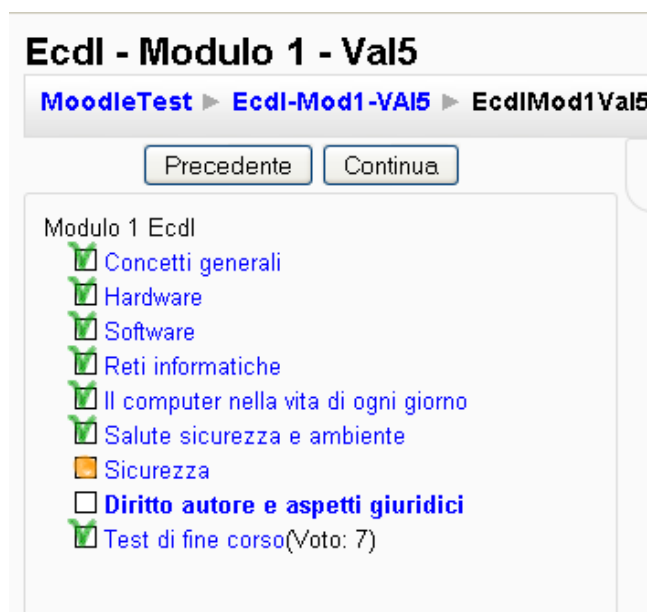 Ecdl - Modulo 1 - Val5
MoodleTest ► Ecdl-Mod1-VAl5 ► EcdlMod1Val5
Precedente Continua
Modulo 1 Ecdl
Concetti generali
Hardware
Software
Reti informatiche
Il computer nella vita di ogni giorno
Salute sicurezza e ambiente
Sicurezza
Diritto autore e aspetti giuridici
Test di fine corso(Voto: 7)